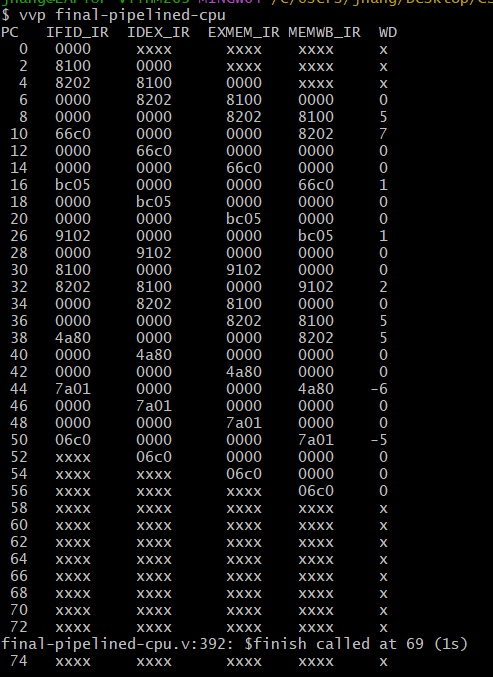 $ vvp final-pipelined-cpu
PC IFID_IR IDEX_IR EXMEM_IR MEMWB_IR WD
0 0000 xxxx xxxx xxxx x
2 8100 0000 xxxx xxxx x
4 8202 8100 0000 xxxx x
6 0000 8202 8100 0000 0
8 0000 0000 8202 8100 5
10 66c0 0000 0000 8202 7
12 0000 66c0 0000 0000 0
14 0000 0000 66c0 0000 0
16 bc05 0000 0000 66c0 1
18 0000 bc05 0000 0000 0
20 0000 0000 bc05 0000 0
26 9102 0000 0000 bc05 1
28 0000 9102 0000 0000 0
30 8100 0000 9102 0000 0
32 8202 8100 0000 9102 2
34 0000 8202 8100 0000 0
36 0000 0000 8202 8100 5
38 4a80 0000 0000 8202 5
40 0000 4a80 0000 0000 0
42 0000 0000 4a80 0000 0
44 7a01 0000 0000 4a80 -6
46 0000 7a01 0000 0000 0
48 0000 0000 7a01 0000 0
50 06c0 0000 0000 7a01 -5
52 xxxx 06c0 0000 0000 0
54 xxxx xxxx 06c0 0000 0
56 xxxx xxxx xxxx 06c0 0
58 xxxx xxxx xxxx xxxx x
60 xxxx xxxx xxxx xxxx x
62 xxxx xxxx xxxx xxxx x
64 xxxx xxxx xxxx xxxx x
66 xxxx xxxx xxxx xxxx x
68 xxxx xxxx xxxx xxxx x
70 xxxx xxxx xxxx xxxx x
72 xxxx xxxx xxxx xxxx x
final-pipelined-cpu.v:392: $finish called at 69 (1s)
74 xxxx xxxx xxxx xxxx x